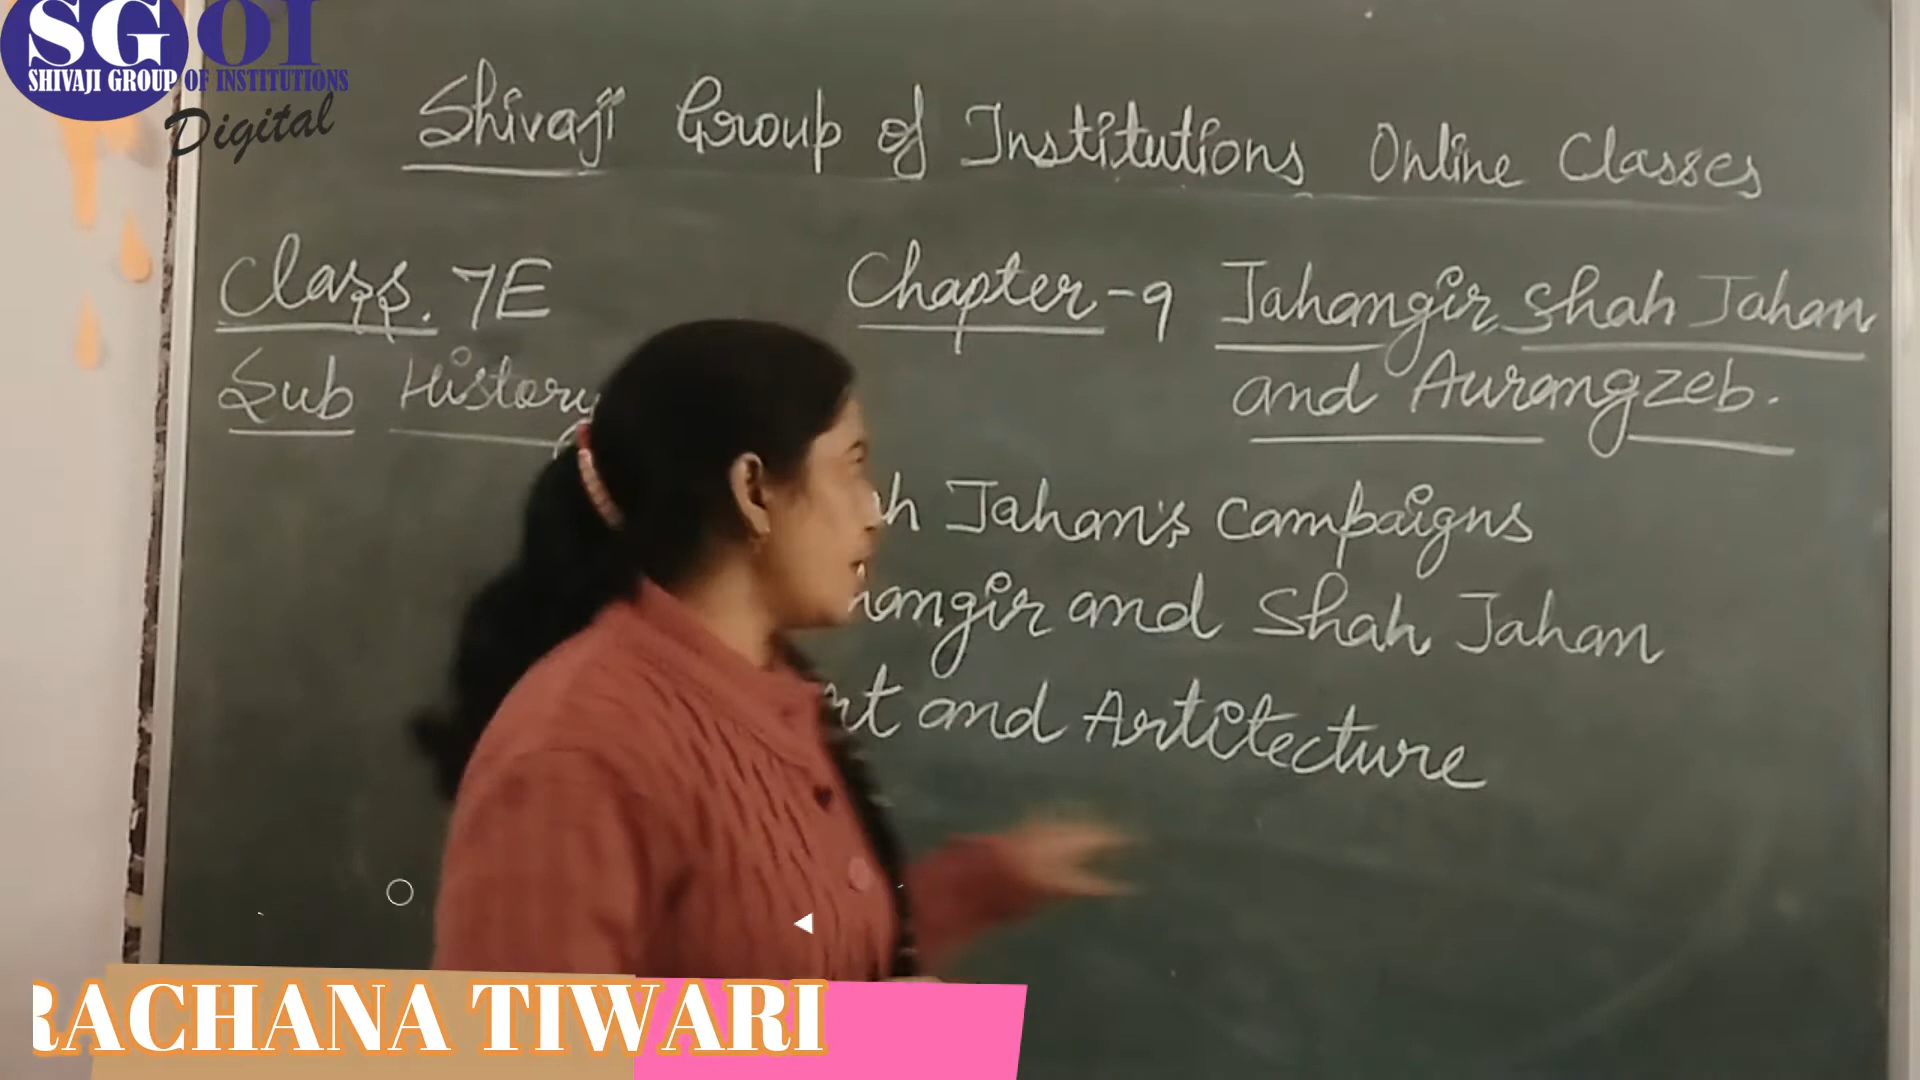 SGOI
SHIVAJI GROUP OF INSTITUTIONS
Digital
Shivaji Group of Institutions Online Classes
Class. 7E
Chapter-9 Jahangir, Shah Jahan
and Aurangzeb.
Sub History
Jahan's Campaigns
and Shah Jahan
and Artitecture
RACHANA TIWARI